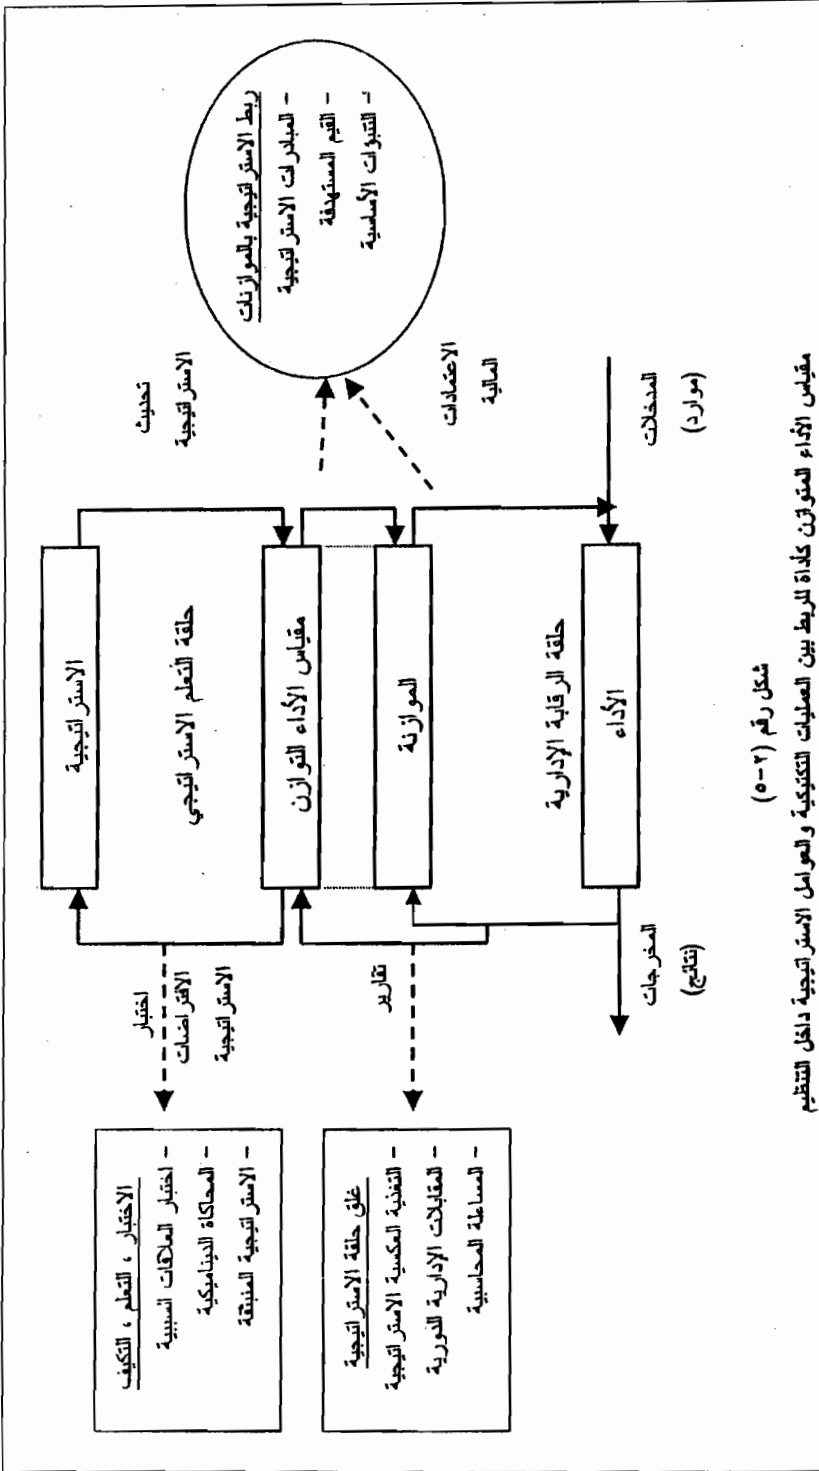 الاستراتيجية
حلقة التعلم الاستراتيجي
مقياس الأداء التوازن
الموازنة
حلقة الرقابة الإدارية
الأداء
تحديث
الاستراتيجية
الاعتمادات
المالية
المدخلات
(موارد)
ربط الاستراتيجية بالموازنات
- المبادرات الاستراتيجية
- القيم المستهدفة
- التنبؤات الأساسية
اختبار
الافتراضات
الاستراتيجية
تقارير
المخرجات
(نتائج)
الاختبار ، التعلم ، التكيف
- اختبار العلاقات السببية
- المحاكاة الديناميكية
- الاستراتيجية المنبثقة
غلق حلقة الاستراتيجية
- التغذية العكسية الاستراتيجية
- المقابلات الإدارية الدورية
- المساءلة المحاسبية
شكل رقم (٢-٥)
مقياس الأداء المتوازن كأداة للربط بين العمليات التكتيكية والعوامل الاستراتيجية داخل التنظيم